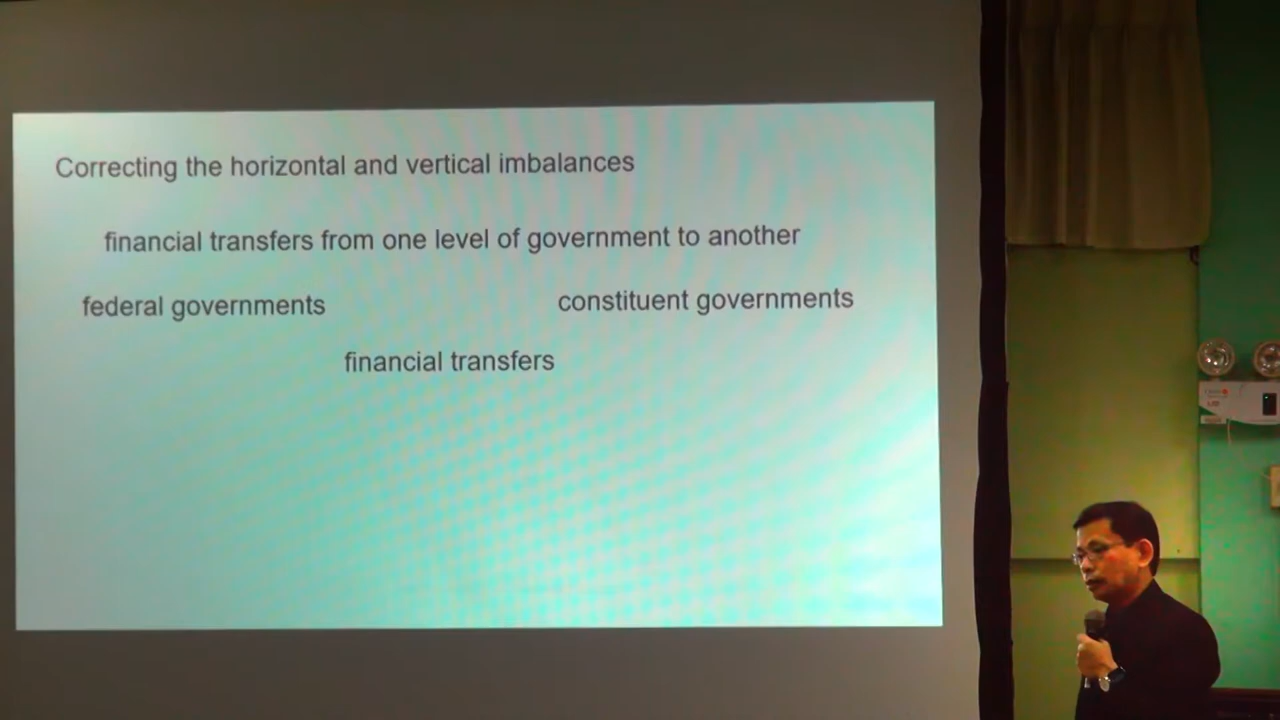 Correcting the horizontal and vertical imbalances
financial transfers from one level of government to another
federal governments constituent governments
financial transfers